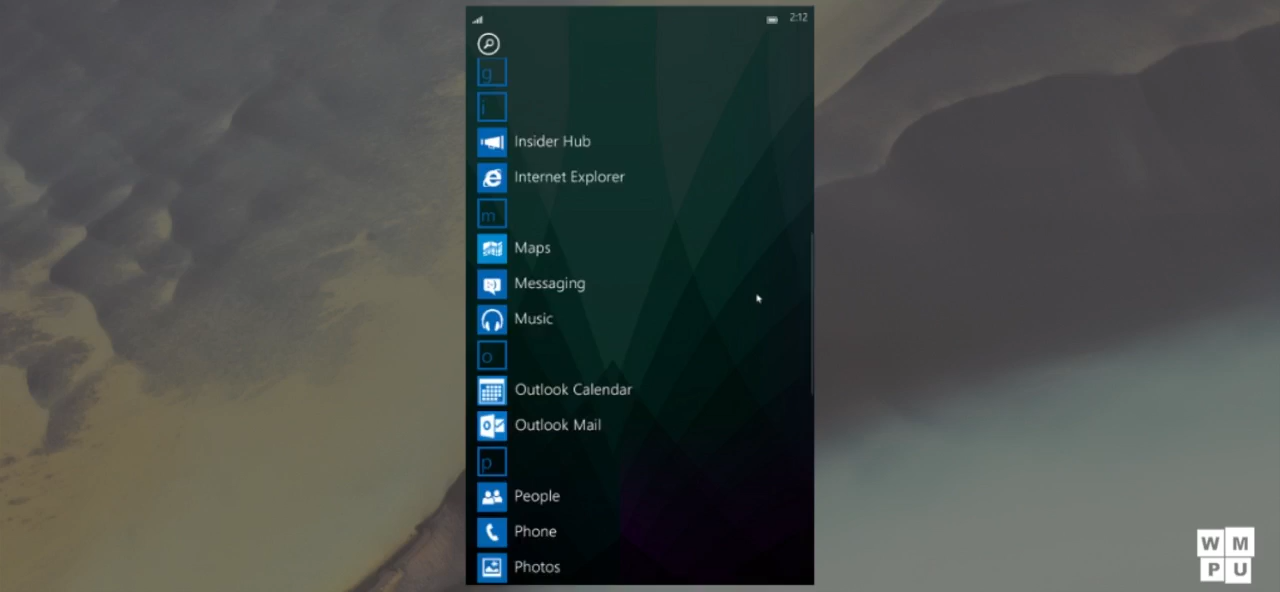 2:12
g
i
Insider Hub
Internet Explorer
m
Maps
Messaging
Music
o
Outlook Calendar
Outlook Mail
p
People
Phone
Photos
W M
P U